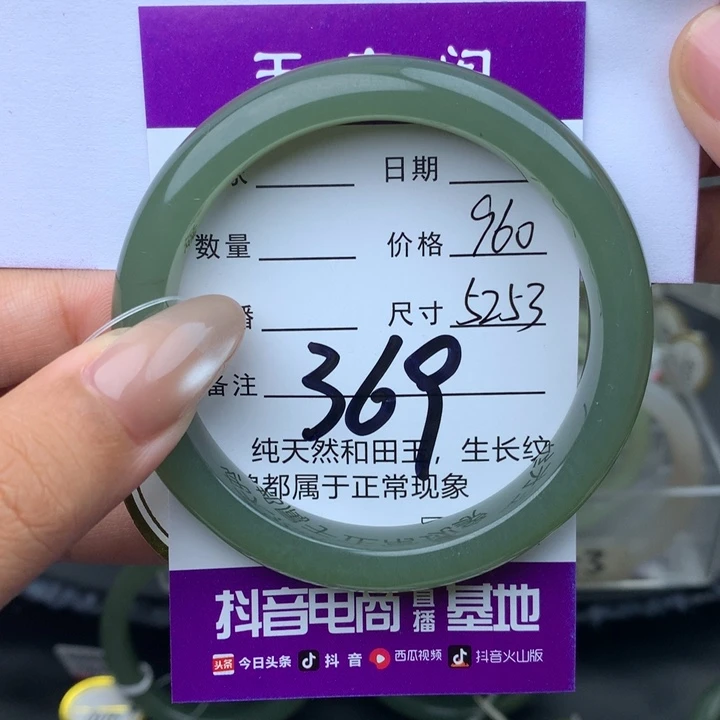 日期
数量 价格 960
尺寸 5253
备注 369
纯天然和田玉，生长纹
都属于正常现象
抖音电商直播基地
头条 今日头条 抖音 西瓜视频 抖音火山版